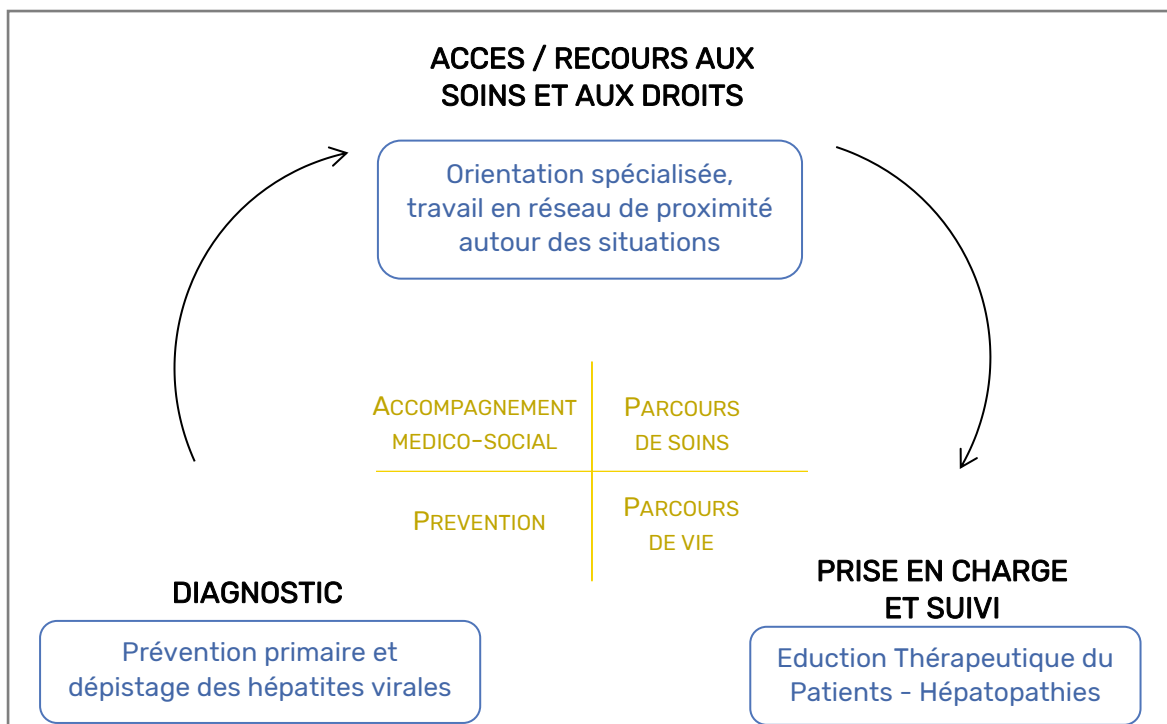 ACCES / RECOURS AUX
SOINS ET AUX DROITS
Orientation spécialisée,
travail en réseau de proximité
autour des situations
ACCOMPAGNEMENT
MEDICO-SOCIAL
PARCOURS
DE SOINS
PREVENTION
PARCOURS
DE VIE
DIAGNOSTIC
Prévention primaire et
dépistage des hépatites virales
PRISE EN CHARGE
ET SUIVI
Eduction Thérapeutique du
Patients - Hépatopathies